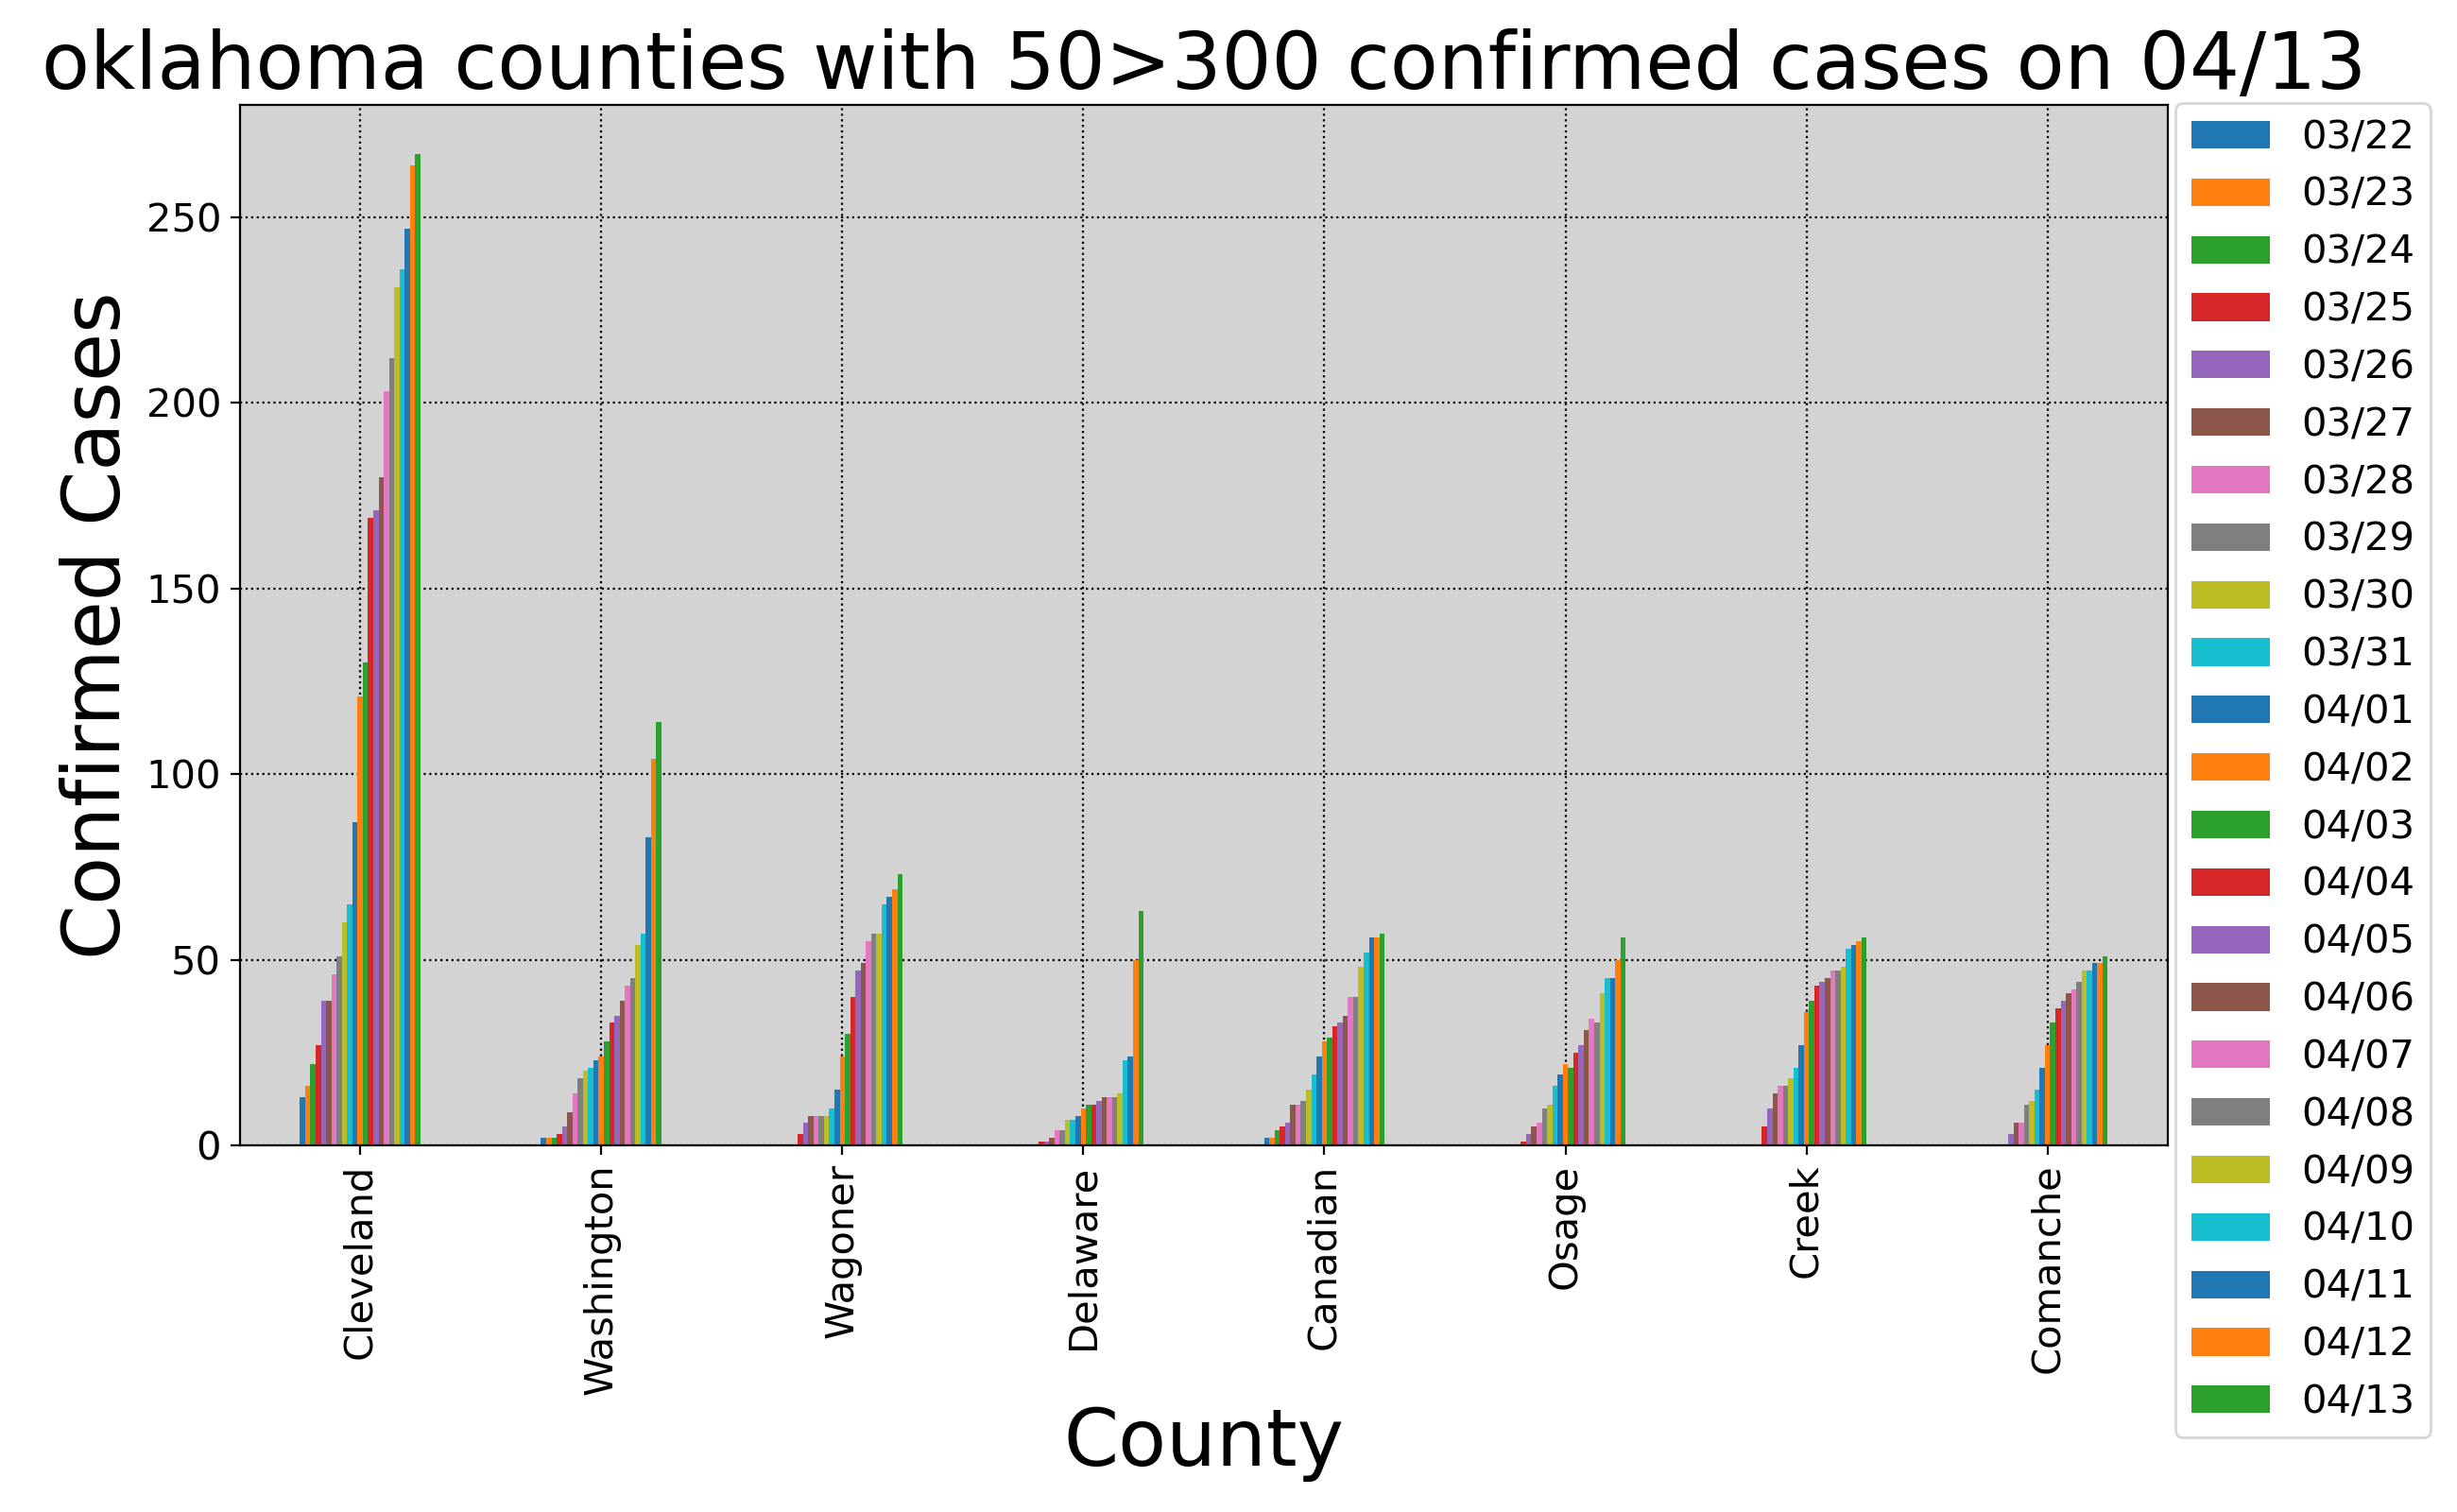 oklahoma counties with 50>300 confirmed cases on 04/13
Confirmed Cases
250
200
150
100
50
0
Cleveland
Washington
Wagoner
Delaware
Canadian
Osage
Creek
Comanche
County
03/22
03/23
03/24
03/25
03/26
03/27
03/28
03/29
03/30
03/31
04/01
04/02
04/03
04/04
04/05
04/06
04/07
04/08
04/09
04/10
04/11
04/12
04/13